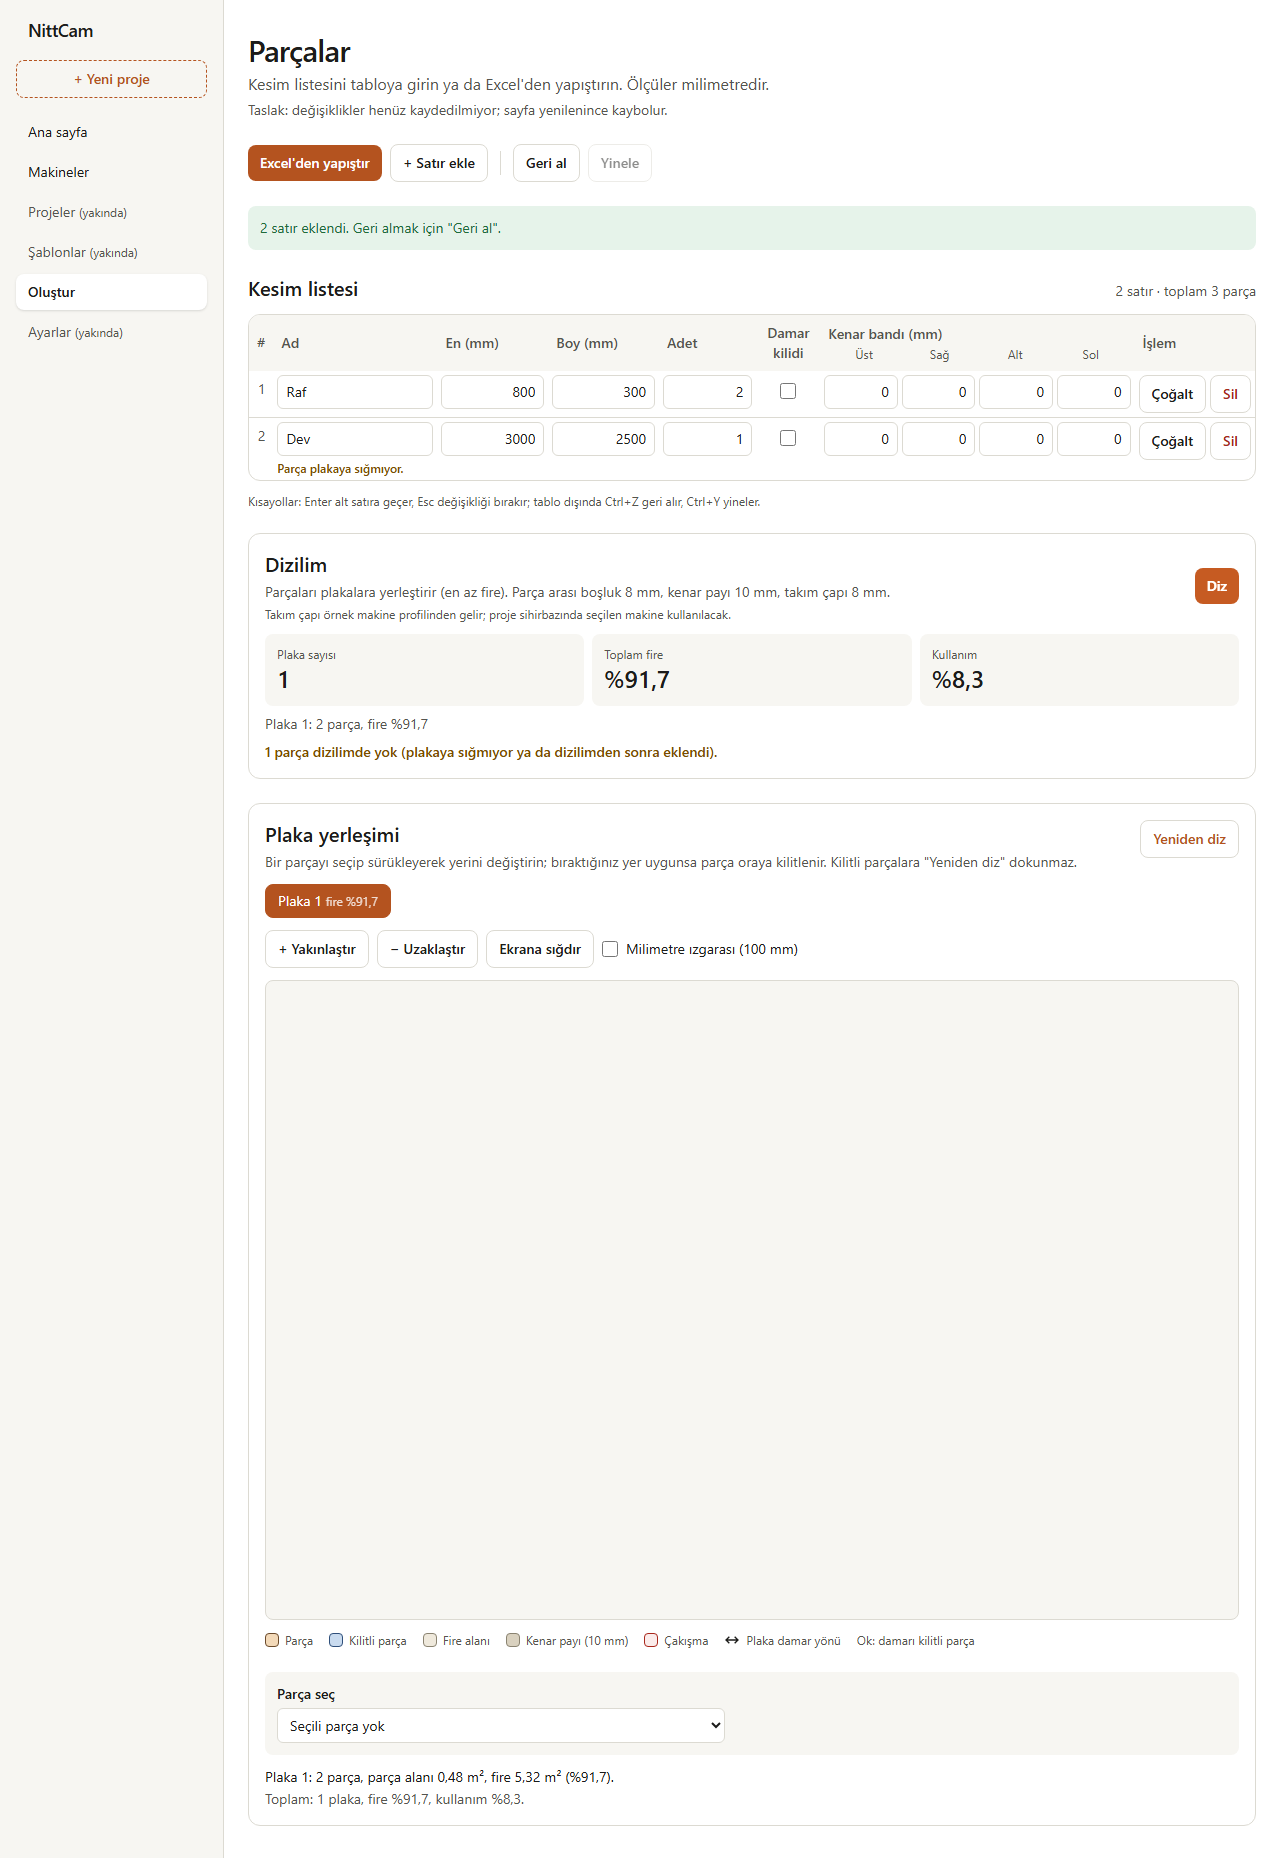 NittCam
+ Yeni proje
Ana sayfa
Makineler
Projeler (yakında)
Şablonlar (yakında)
Oluştur
Ayarlar (yakında)
Parçalar
Kesim listesini tabloya girin ya da Excel'den yapıştırın. Ölçüler milimetredir.
Taslak: değişiklikler henüz kaydedilmiyor; sayfa yenilenince kaybolur.
Excel'den yapıştır + Satır ekle Geri al Yinele
2 satır eklendi. Geri almak için "Geri al".
Kesim listesi 2 satır · toplam 3 parça
# Ad En (mm) Boy (mm) Adet Damar kilidi Kenar bandı (mm) Üst Sağ Alt Sol İşlem
1 Raf 800 300 2 0 0 0 0 Çoğalt Sil
2 Dev 3000 2500 1 0 0 0 0 Çoğalt Sil
Parça plakaya sığmıyor.
Kısayollar: Enter alt satıra geçer, Esc değişikliği bırakır; tablo dışında Ctrl+Z geri alır, Ctrl+Y yineler.
Dizilim
Parçaları plakalara yerleştirir (en az fire). Parça arası boşluk 8 mm, kenar payı 10 mm, takım çapı 8 mm.
Takım çapı örnek makine profilinden gelir; proje sihirbazında seçilen makine kullanılacak.
Diz
Plaka sayısı Toplam fire Kullanım
1 %91,7 %8,3
Plaka 1: 2 parça, fire %91,7
1 parça dizilimde yok (plakaya sığmıyor ya da dizilimden sonra eklendi).
Plaka yerleşimi
Yeniden diz
Bir parçayı seçip sürükleyerek yerini değiştirin; bıraktığınız yer uygunsa parça oraya kilitlenir. Kilitli parçalara "Yeniden diz" dokunmaz.
Plaka 1 fire %91,7
+ Yakınlaştır − Uzaklaştır Ekrana sığdır Milimetre ızgarası (100 mm)
Parça Kilitli parça Fire alanı Kenar payı (10 mm) Çakışma ↔ Plaka damar yönü Ok: damarı kilitli parça
Parça seç
Seçili parça yok
Plaka 1: 2 parça, parça alanı 0,48 m², fire 5,32 m² (%91,7).
Toplam: 1 plaka, fire %91,7, kullanım %8,3.